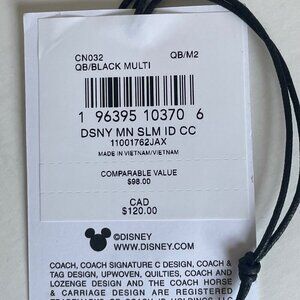 CN032 QB/M2
QB/BLACK MULTI
1 96395 10370 6
DSNY MN SLM ID CC
11001762JAX
MADE IN VIETNAM/VIETNAM
COMPARABLE VALUE
$98.00
CAD
$120.00
©DISNEY
WWW.DISNEY.COM
COACH, COACH SIGNATURE C DESIGN, COACH &
TAG DESIGN, UPWOVEN, QUILTIES, COACH AND
LOZENGE DESIGN AND THE COACH HORSE
& CARRIAGE DESIGN ARE REGISTERED